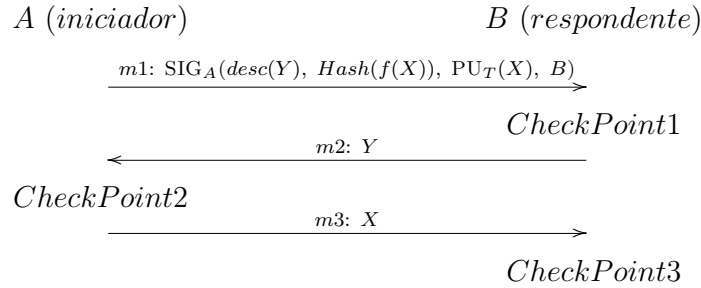 A (iniciador) B (respondente)
m1: SIG_A(desc(Y), Hash(f(X)), PU_T(X), B)
CheckPoint1
m2: Y
CheckPoint2
m3: X
CheckPoint3